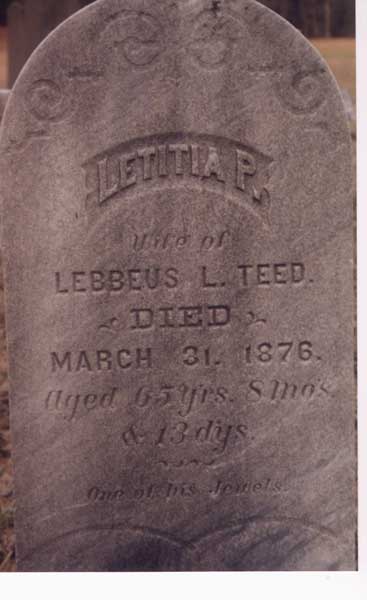 LETITIA P.
Wife of
LEBBEUS L. TEED.
DIED
MARCH 31. 1876.
Aged 65 yrs. 8 mo's
& 13 dys.
One of his Jewels.